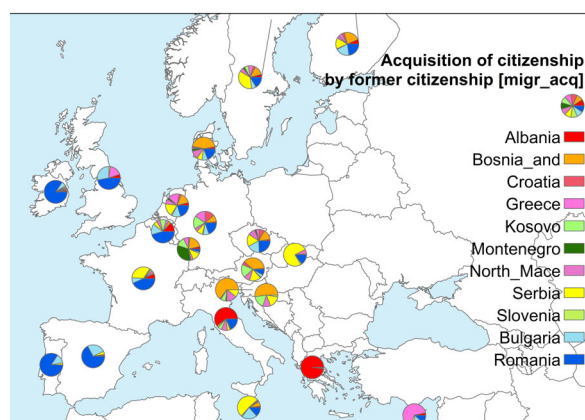 Acquisition of citizenship
by former citizenship [migr_acq]
Albania
Bosnia_and
Croatia
Greece
Kosovo
Montenegro
North_Mace
Serbia
Slovenia
Bulgaria
Romania